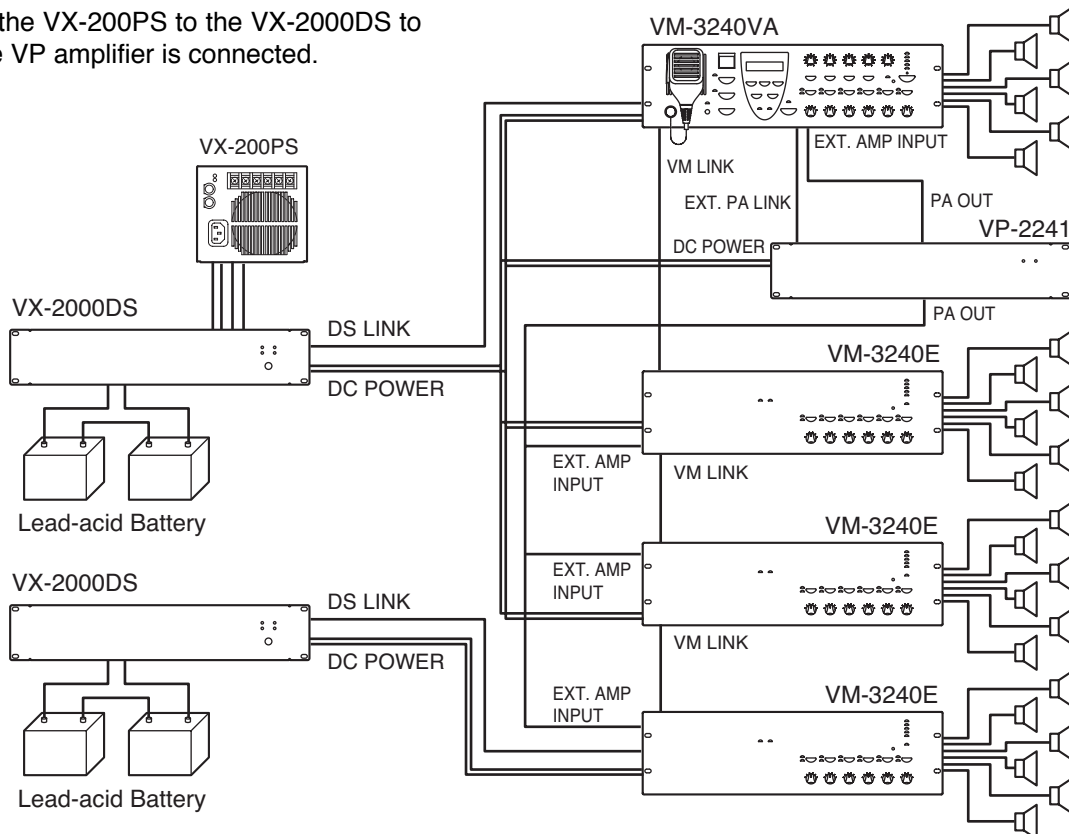 the VX-200PS to the VX-2000DS to
VP amplifier is connected.
VM-3240VA
VX-200PS
EXT. AMP INPUT
VM LINK
EXT. PA LINK
PA OUT
DC POWER
VP-2241
VX-2000DS
DS LINK
PA OUT
VM-3240E
DC POWER
EXT. AMP
INPUT
VM LINK
Lead-acid Battery
VM-3240E
EXT. AMP
INPUT
VX-2000DS
DS LINK
VM LINK
DC POWER
EXT. AMP
INPUT
VM-3240E
Lead-acid Battery